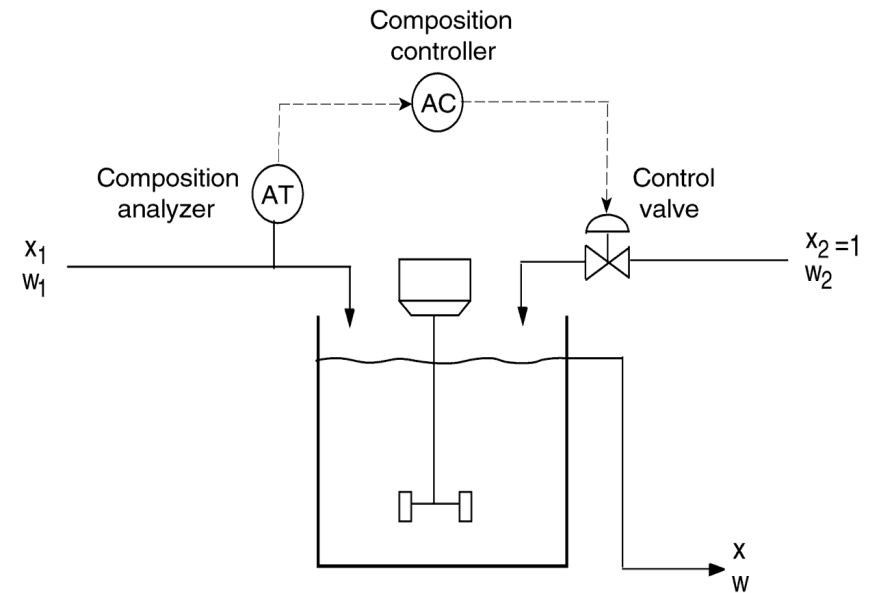 Composition
controller
AC
Composition
analyzer
AT
Control
valve
x₁
w₁
x₂ =1
w₂
x
w